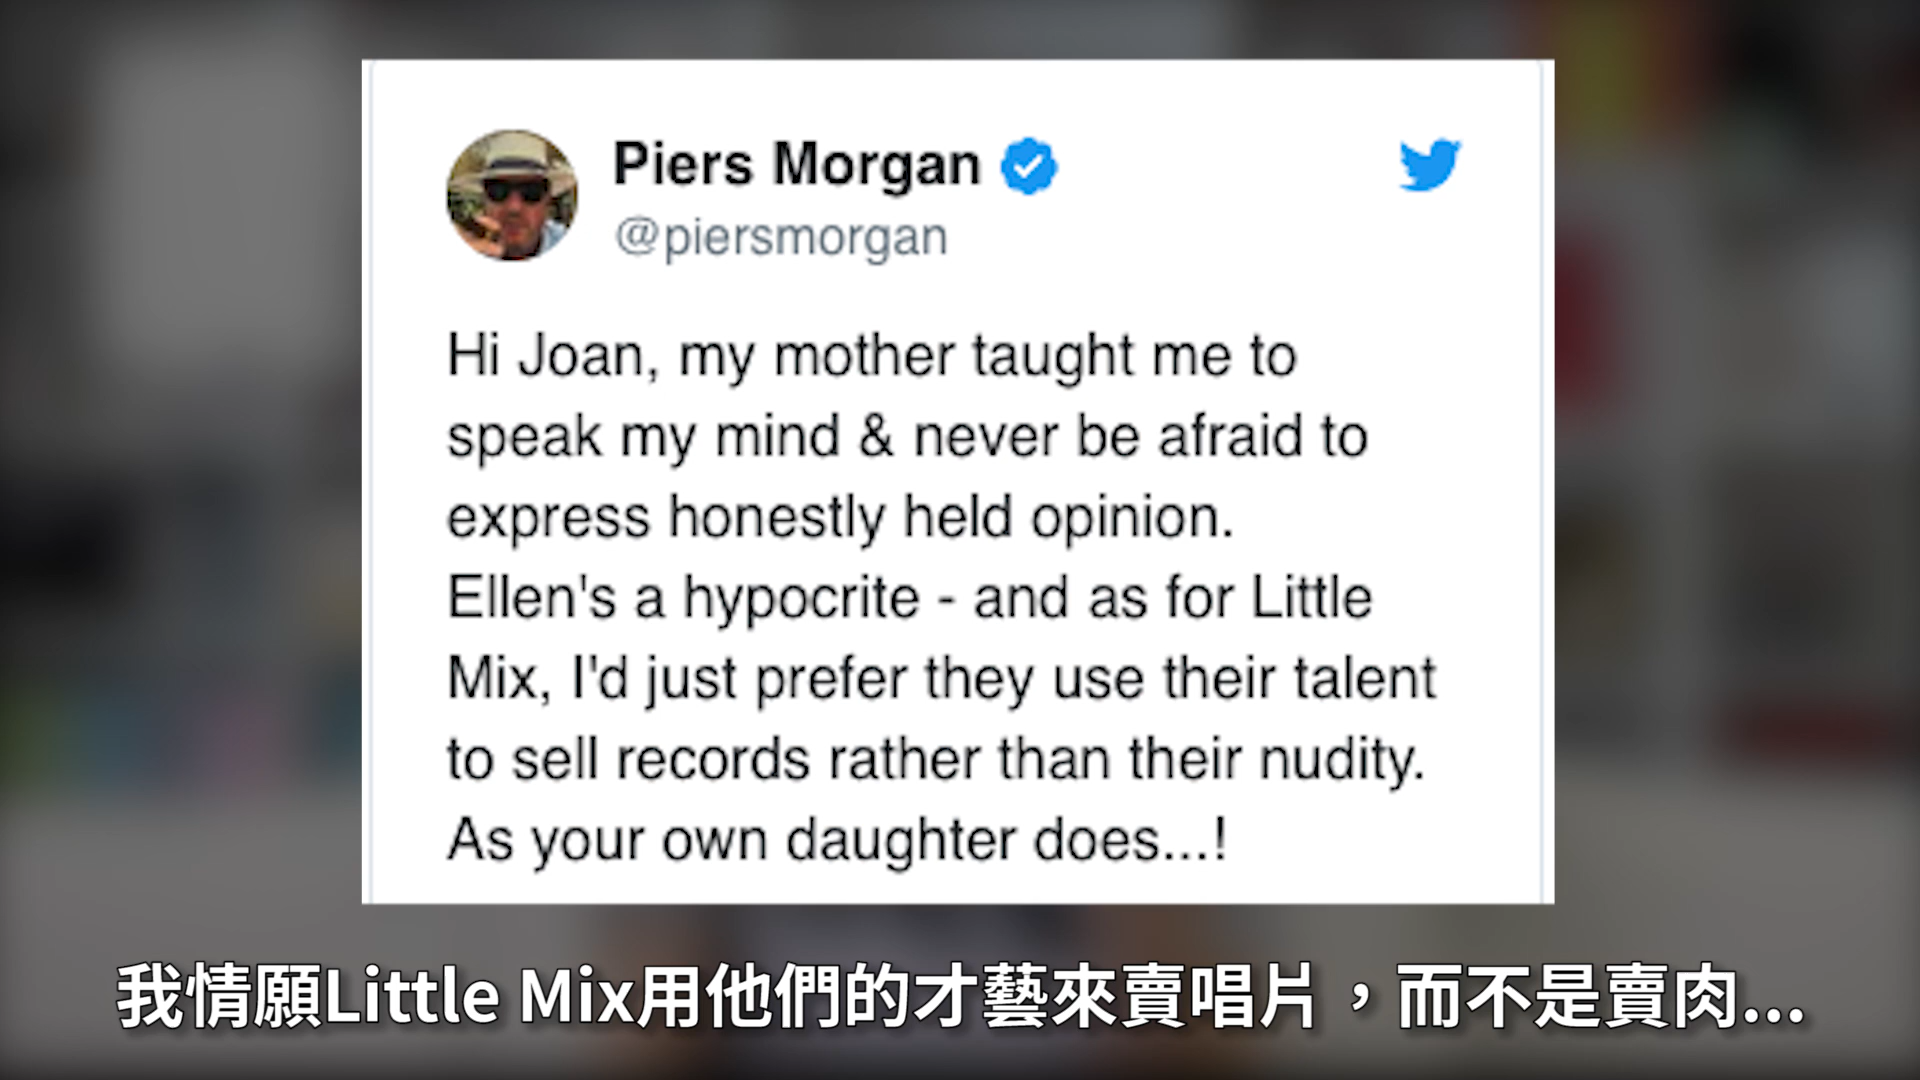 Piers Morgan
@piersmorgan
Hi Joan, my mother taught me to
speak my mind & never be afraid to
express honestly held opinion.
Ellen's a hypocrite - and as for Little
Mix, I'd just prefer they use their talent
to sell records rather than their nudity.
As your own daughter does...!
我情願Little Mix用他們的才藝來賣唱片，而不是賣肉...